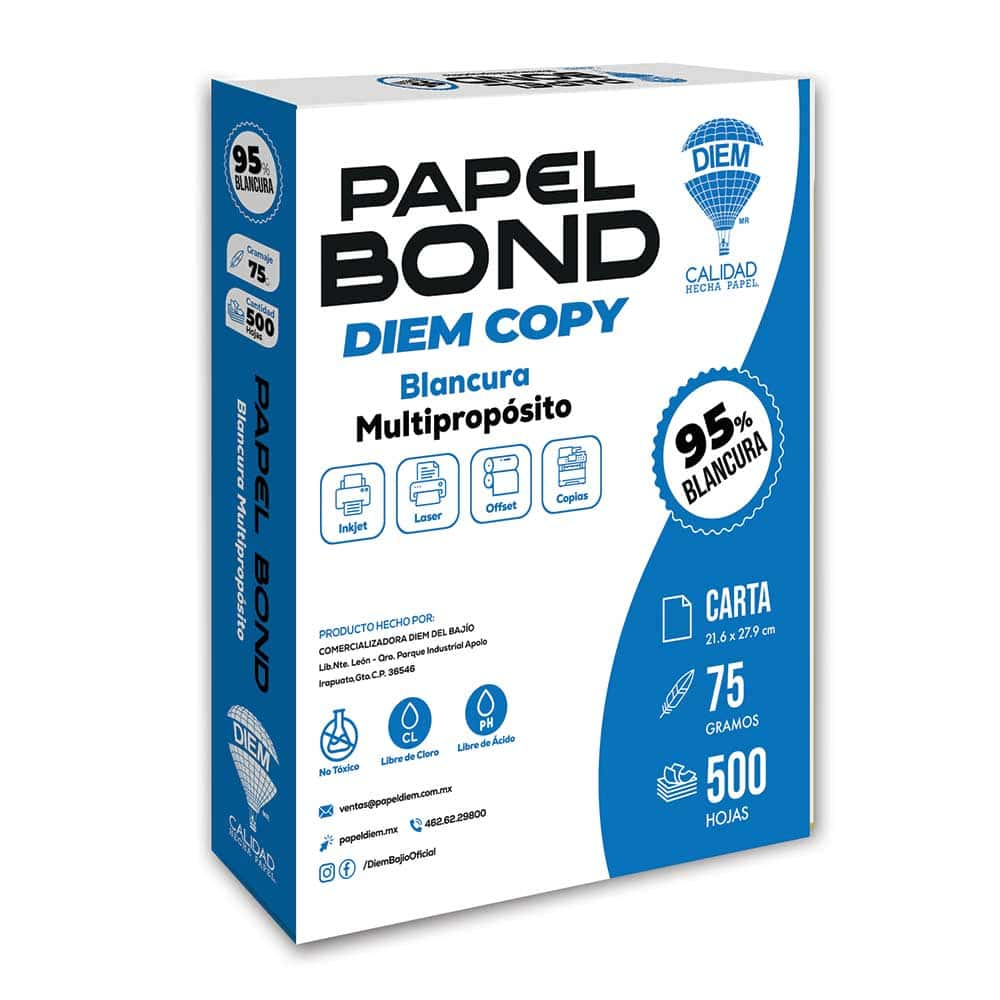 PAPEL
BOND
DIEM COPY
Blancura
Multipropósito
Inkjet
Laser
Offset
Copias
DIEM
MR
CALIDAD
HECHA PAPEL.
95%
BLANCURA
CARTA
21.6 x 27.9 cm
75
GRAMOS
500
HOJAS
PRODUCTO HECHO POR:
COMERCIALIZADORA DIEM DEL BAJÍO
Lib.Nte. León - Qro. Parque Industrial Apolo
Irapuato,Gto.C.P. 36546
No Tóxico
CL
Libre de Cloro
PH
Libre de Ácido
ventas@papeldiem.com.mx
papeldiem.mx
462.62.29800
/DiemBajioOficial
95%
BLANCURA
Gramaje
75G
Cantidad
500
Hojas
PAPEL BOND
Blancura Multipropósito
DIEM
CALIDAD
HECHA PAPEL.